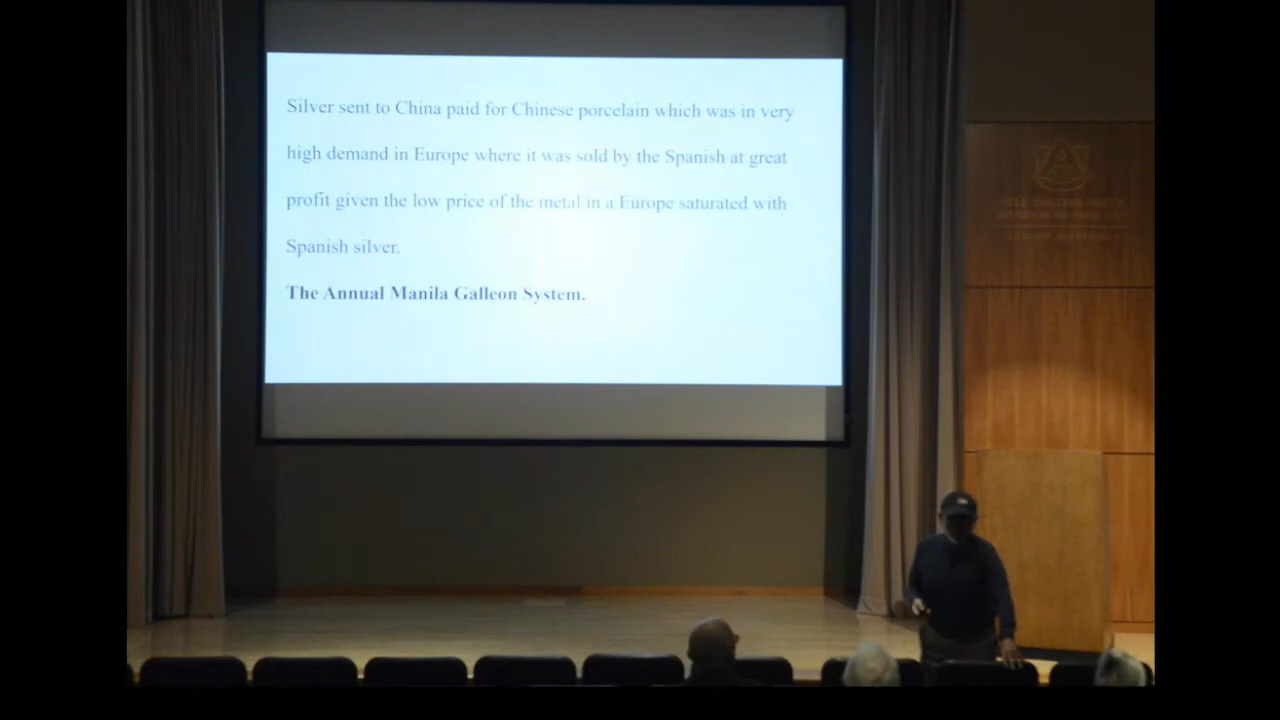 Silver sent to China paid for Chinese porcelain which was in very
high demand in Europe where it was sold by the Spanish at great
profit given the low price of the metal in a Europe saturated with
Spanish silver.
The Annual Manila Galleon System.